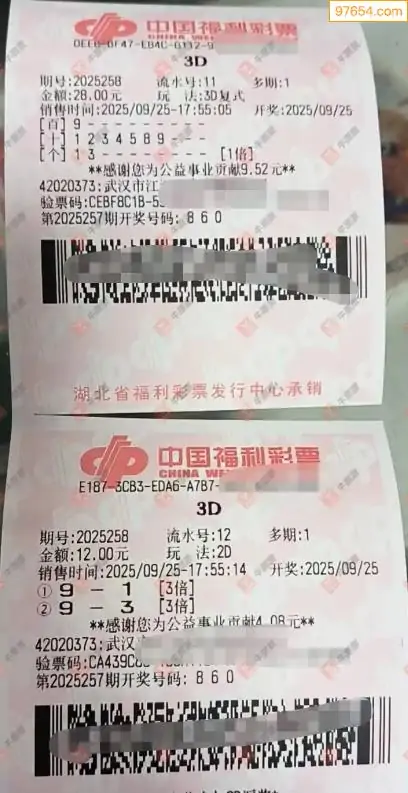 97654.com
中国福利彩票
CHINA WE
3D
期号:2025258 流水号:11 多期:1
金额:28.00元 玩 法:3D复式
销售时间:2025/09/25-17:55:05 开奖:2025/09/25
[百] 9 - - - - - - - - -
[十] 1 2 3 4 5 8 9 - - -
[个] 1 3 - - - - - - - - [1倍]
**感谢您为公益事业贡献9.52元**
42020373:武汉市江
验票码:CEBF8C1B-5
第2025257期开奖号码: 8 6 0
湖北省福利彩票发行中心承销
中国福利彩票
CHINA WE
E187-3CB3-EDA6-A7B7-
3D
期号:2025258 流水号:12 多期:1
金额:12.00元 玩 法:2D
销售时间:2025/09/25-17:55:14 开奖:2025/09/25
① 9 - 1 [3倍]
② 9 - 3 [3倍]
**感谢您为公益事业贡献4.08元**
42020373:武汉
验票码:CA439C
第2025257期开奖号码: 8 6 0